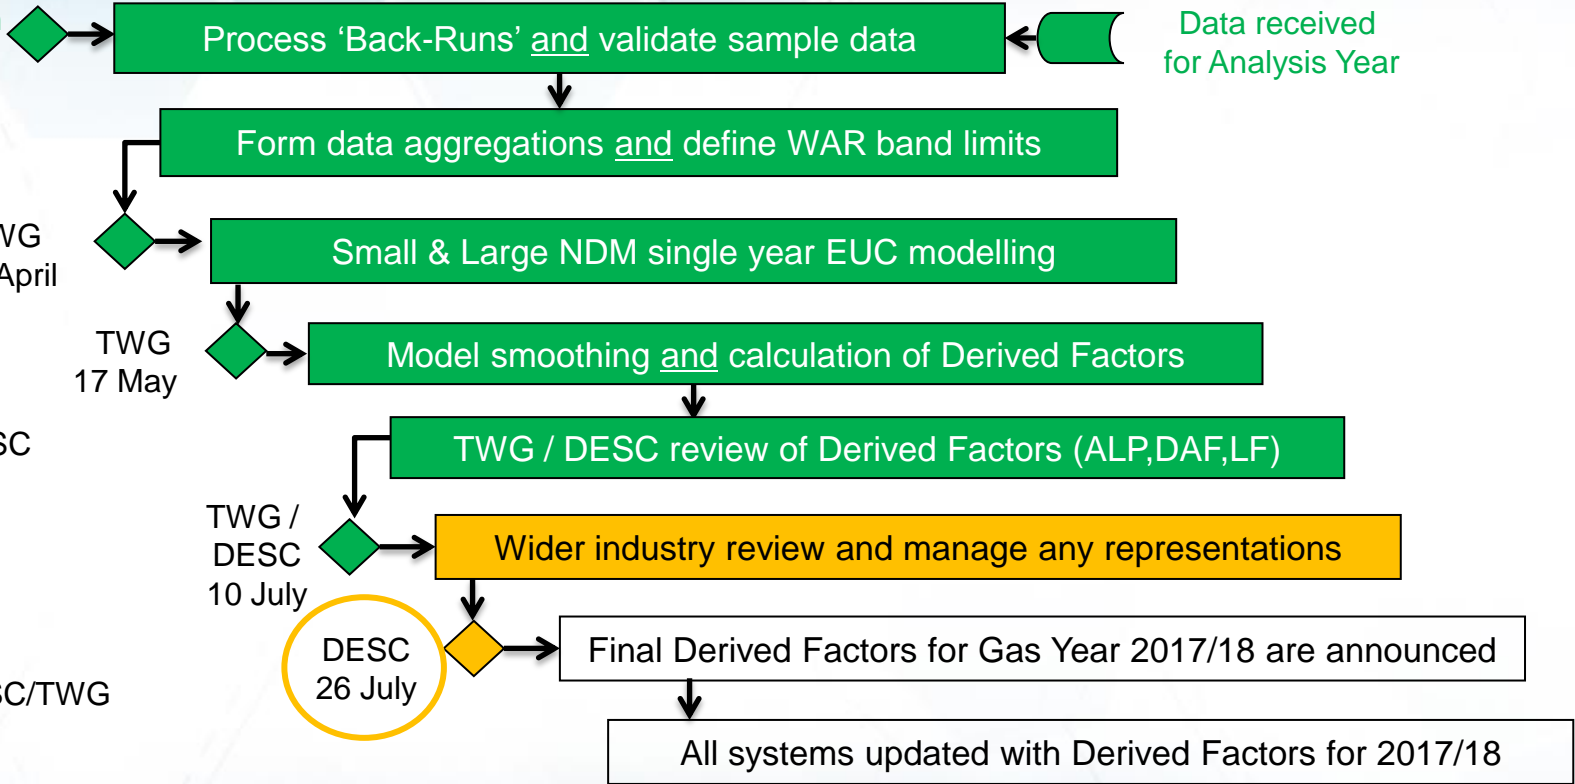 Process ‘Back-Runs’ and validate sample data
Data received
for Analysis Year
Form data aggregations and define WAR band limits
April
Small & Large NDM single year EUC modelling
TWG
17 May
Model smoothing and calculation of Derived Factors
TWG / DESC review of Derived Factors (ALP,DAF,LF)
TWG /
DESC
10 July
Wider industry review and manage any representations
DESC
26 July
Final Derived Factors for Gas Year 2017/18 are announced
C/TWG
All systems updated with Derived Factors for 2017/18